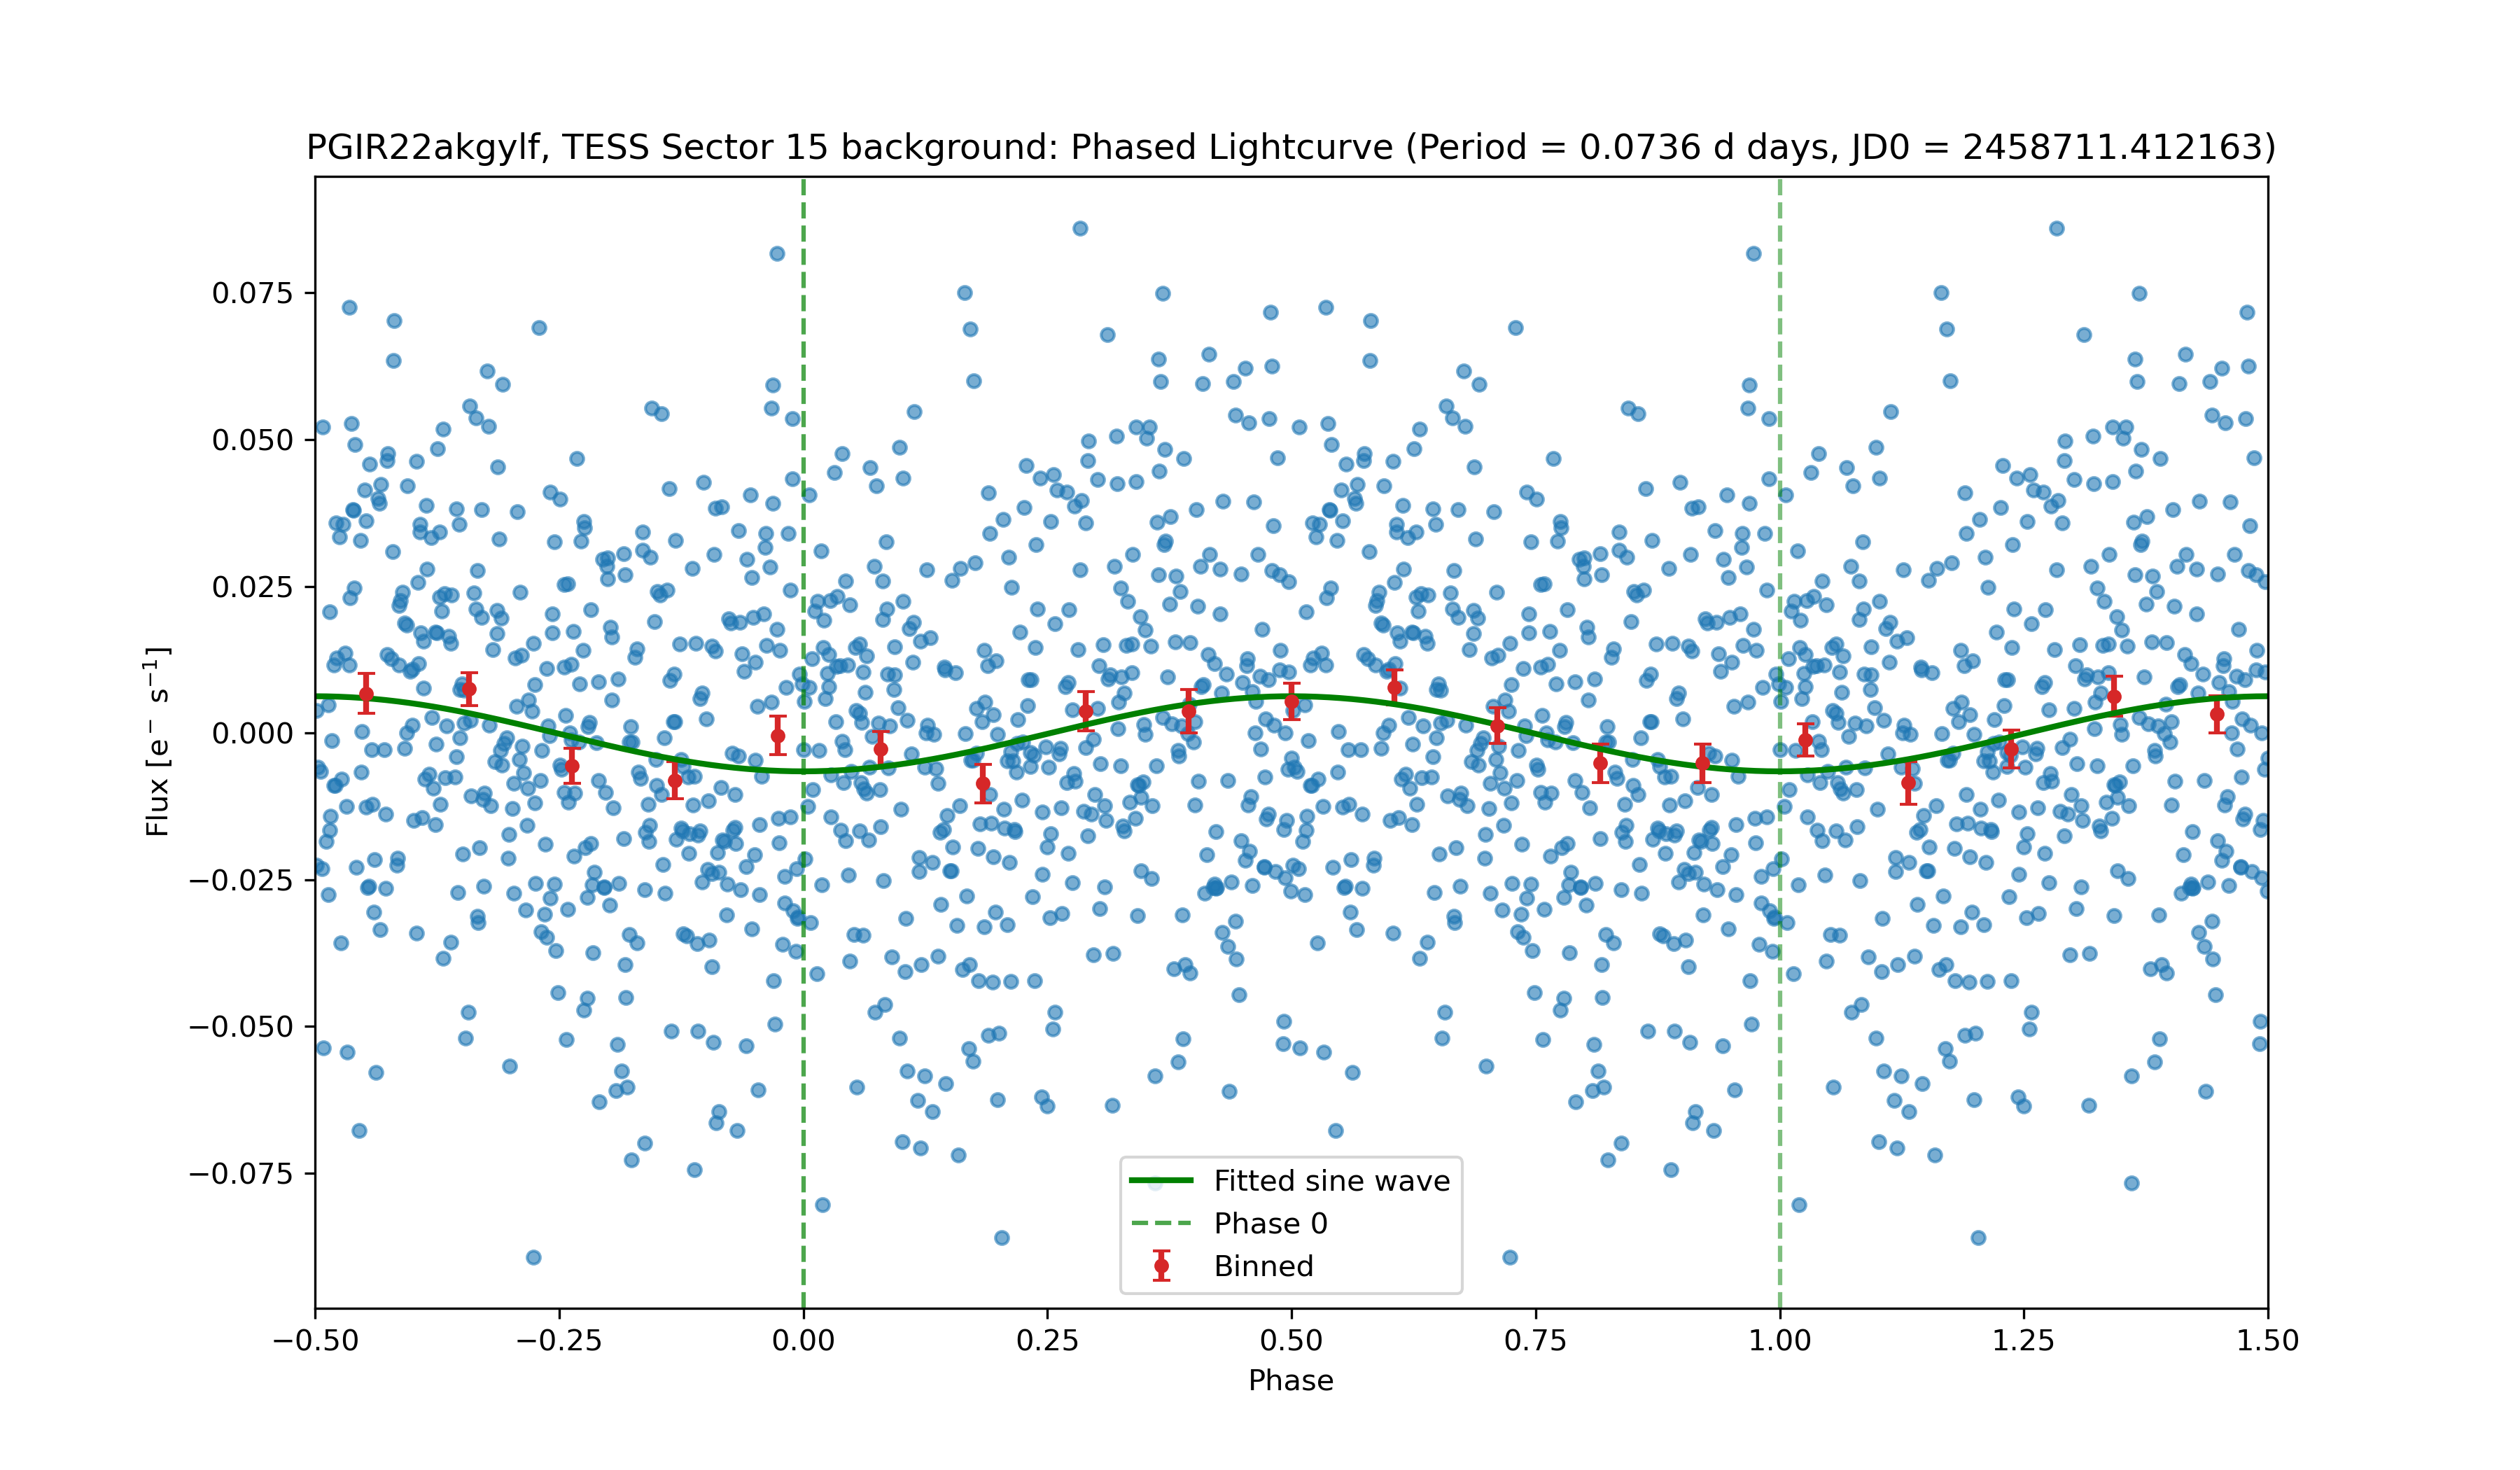 PGIR22akgylf, TESS Sector 15 background: Phased Lightcurve (Period = 0.0736 d days, JD0 = 2458711.412163)
0.075
0.050
0.025
0.000
−0.025
−0.050
−0.075
Flux [e⁻ s⁻¹]
Fitted sine wave
Phase 0
Binned
−0.50 −0.25 0.00 0.25 0.50 0.75 1.00 1.25 1.50
Phase